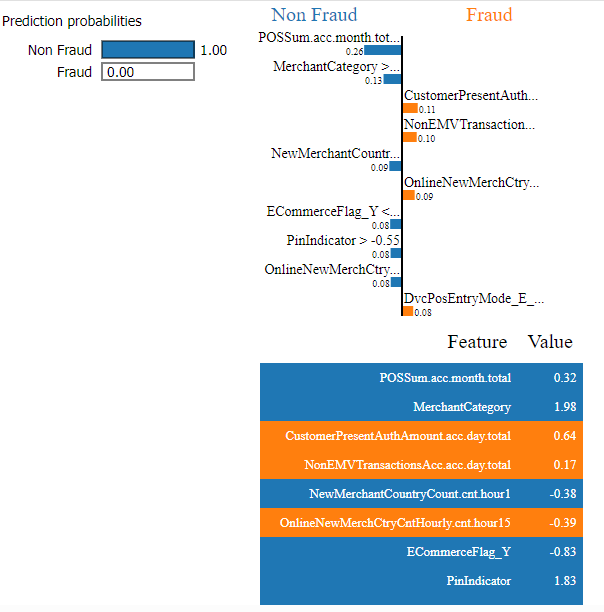 Prediction probabilities
Non Fraud 1.00
Fraud 0.00
Non Fraud Fraud
POSSum.acc.month.tot...
0.26
MerchantCategory >...
0.13
CustomerPresentAuth...
0.11
NonEMVTransaction...
0.10
NewMerchantCountr...
0.09
OnlineNewMerchCtry...
0.09
ECommerceFlag_Y <...
0.08
PinIndicator > -0.55
0.08
OnlineNewMerchCtry...
0.08
DvcPosEntryMode_E_...
0.08
Feature Value
POSSum.acc.month.total 0.32
MerchantCategory 1.98
CustomerPresentAuthAmount.acc.day.total 0.64
NonEMVTransactionsAcc.acc.day.total 0.17
NewMerchantCountryCount.cnt.hour1 -0.38
OnlineNewMerchCtryCntHourly.cnt.hour15 -0.39
ECommerceFlag_Y -0.83
PinIndicator 1.83